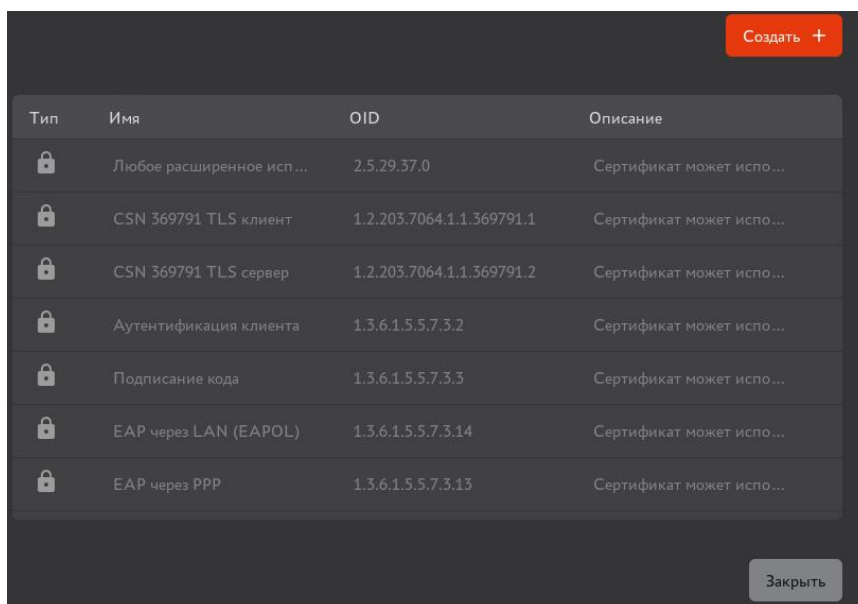 Создать +
Тип Имя OID Описание
Любое расширенное исп... 2.5.29.37.0 Сертификат может испо...
CSN 369791 TLS клиент 1.2.203.7064.1.1.369791.1 Сертификат может испо...
CSN 369791 TLS сервер 1.2.203.7064.1.1.369791.2 Сертификат может испо...
Аутентификация клиента 1.3.6.1.5.5.7.3.2 Сертификат может испо...
Подписание кода 1.3.6.1.5.5.7.3.3 Сертификат может испо...
EAP через LAN (EAPOL) 1.3.6.1.5.5.7.3.14 Сертификат может испо...
EAP через PPP 1.3.6.1.5.5.7.3.13 Сертификат может испо...
Закрыть